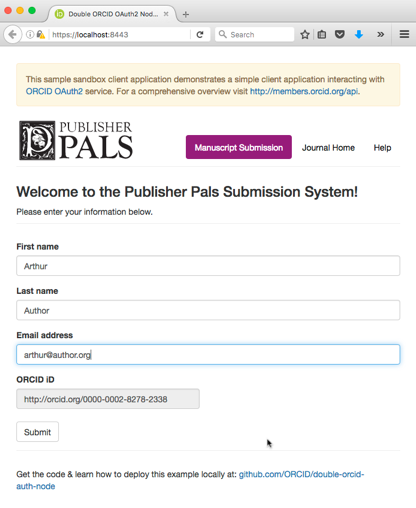 Double ORCID OAuth2 Nod...
https://localhost:8443
Search
This sample sandbox client application demonstrates a simple client application interacting with
ORCID OAuth2 service. For a comprehensive overview visit http://members.orcid.org/api.
PUBLISHER
PALS
Manuscript Submission
Journal Home
Help
Welcome to the Publisher Pals Submission System!
Please enter your information below.
First name
Arthur
Last name
Author
Email address
arthur@author.org
ORCID iD
http://orcid.org/0000-0002-8278-2338
Submit
Get the code & learn how to deploy this example locally at: github.com/ORCID/double-orcid-
auth-node